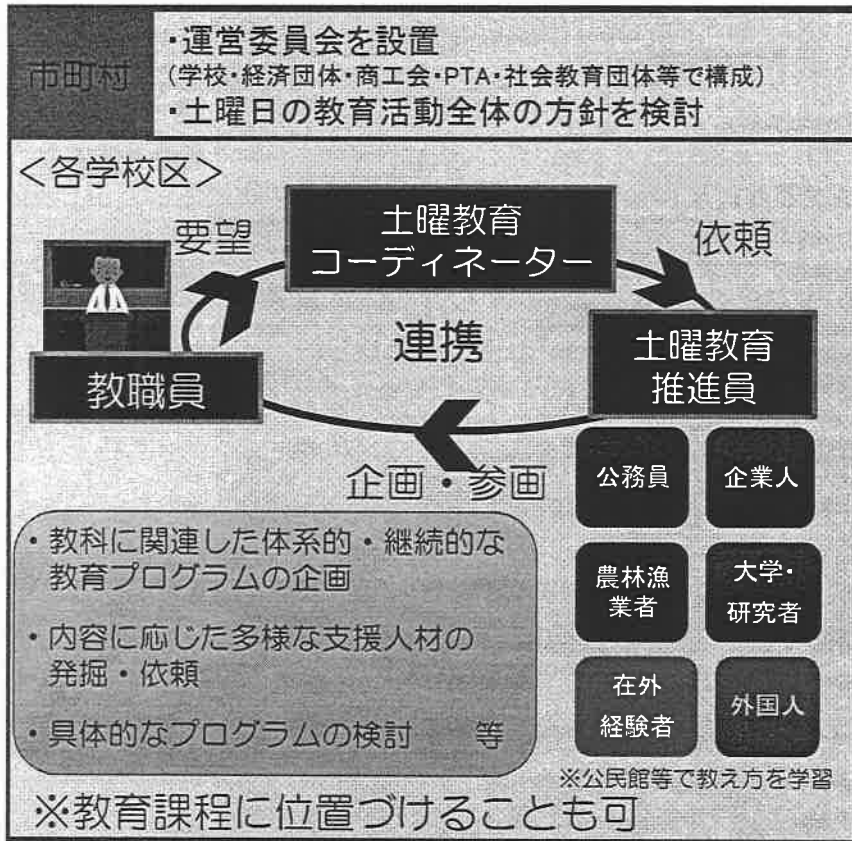 市町村
・運営委員会を設置
(学校・経済団体・商工会・PTA・社会教育団体等で構成)
・土曜日の教育活動全体の方針を検討
<各学校区>
要望
土曜教育
コーディネーター
依頼
連携
教職員
土曜教育
推進員
企画・参画
公務員
企業人
農林漁
業者
大学・
研究者
在外
経験者
外国人
※公民館等で教え方を学習
・教科に関連した体系的・継続的な
教育プログラムの企画
・内容に応じた多様な支援人材の
発掘・依頼
・具体的なプログラムの検討 等
※教育課程に位置づけることも可